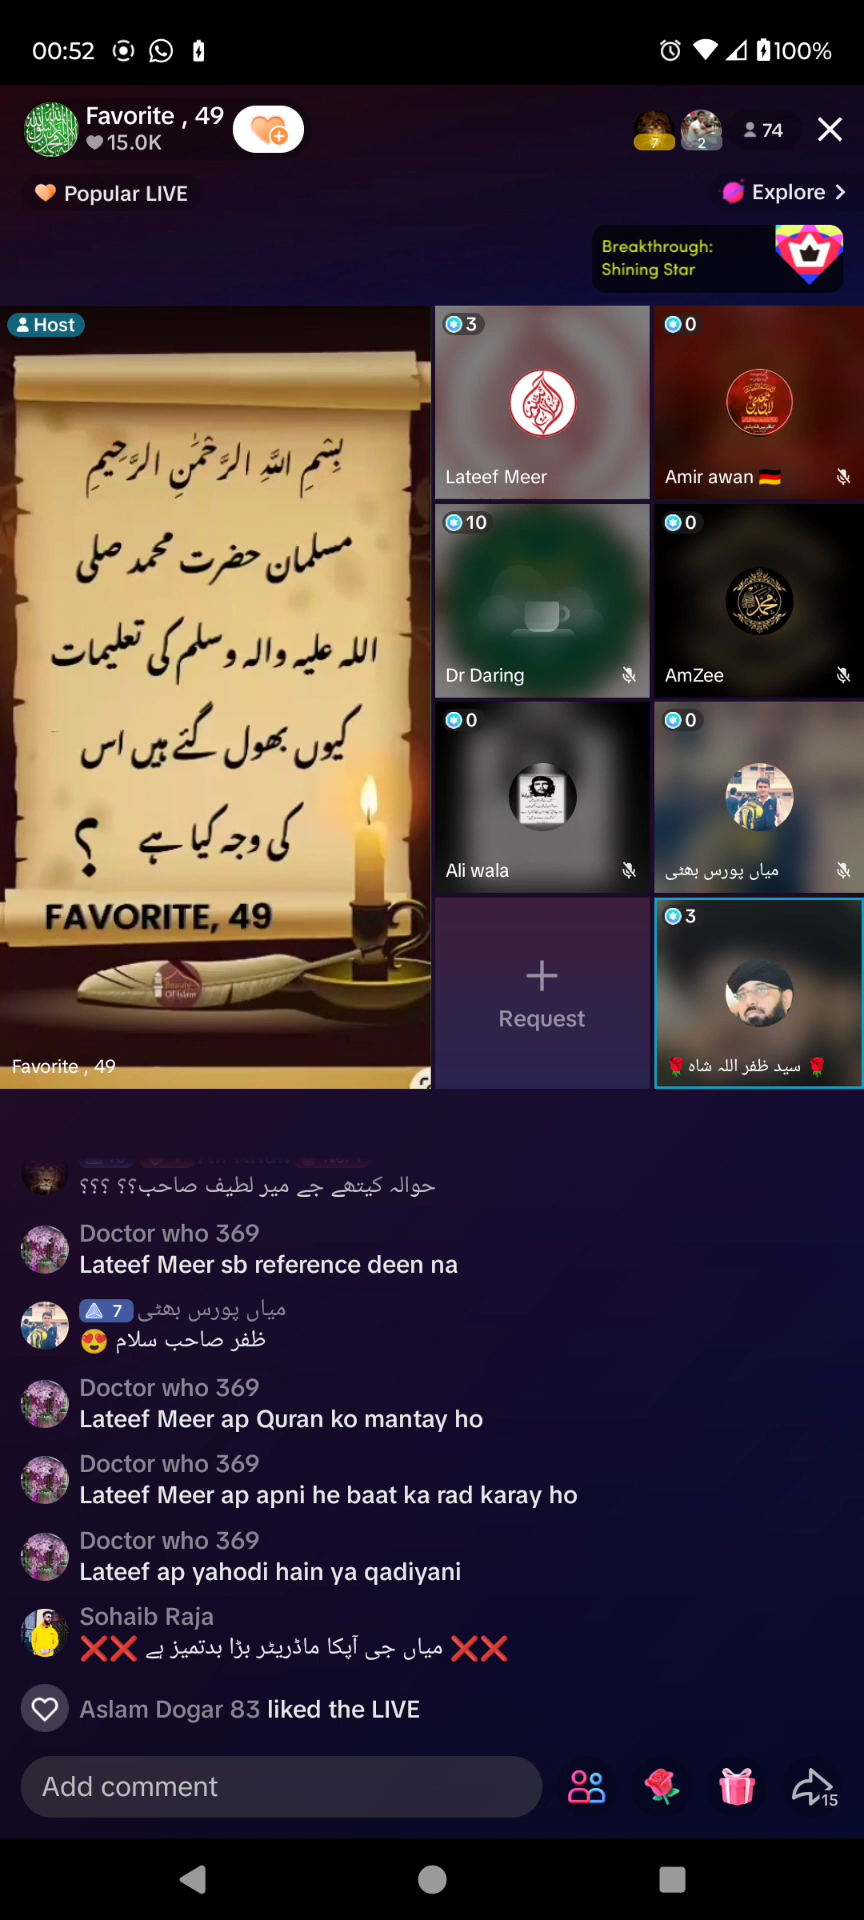 00:52
100%
Favorite , 49
15.0K
7
2
74
Popular LIVE
Explore
Breakthrough:
Shining Star
Host
بِسْمِ اللّٰهِ الرَّحْمٰنِ الرَّحِيْمِ
مسلمان حضرت محمد صلی
اللہ علیہ والہ وسلم کی تعلیمات
کیوں بھول گئے ہیں اس
کی وجہ کیا ہے ؟
FAVORITE, 49
Beauty
Of Islam
Favorite , 49
3
Lateef Meer
0
Amir awan
10
Dr Daring
0
AmZee
0
Ali wala
0
میاں پورس بھٹی
Request
3
سید ظفر اللہ شاہ
حوالہ کیتھے جے میر لطیف صاحب؟؟ ؟؟؟
Doctor who 369
Lateef Meer sb reference deen na
7 میاں پورس بھٹی
ظفر صاحب سلام 😍
Doctor who 369
Lateef Meer ap Quran ko mantay ho
Doctor who 369
Lateef Meer ap apni he baat ka rad karay ho
Doctor who 369
Lateef ap yahodi hain ya qadiyani
Sohaib Raja
❌❌ میاں جی آپکا ماڈریٹر بڑا بدتمیز ہے ❌❌
Aslam Dogar 83 liked the LIVE
Add comment
15